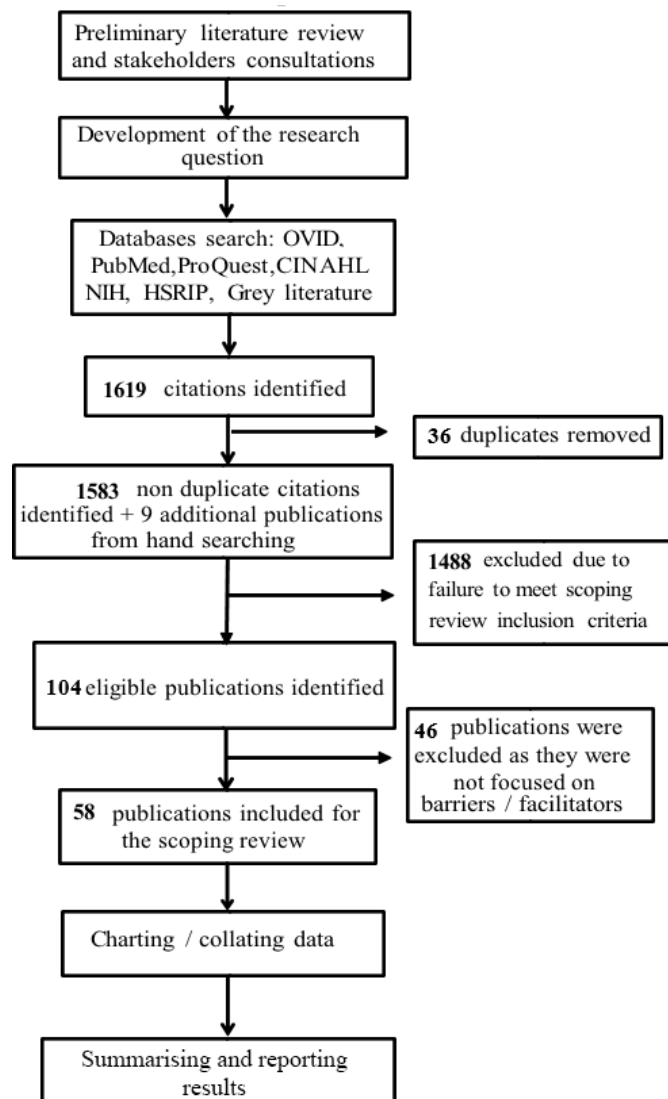 Preliminary literature review
and stakeholders consultations
Development of the research
question
Databases search: OVID,
PubMed,ProQuest,CINAHL
NIH, HSRIP, Grey literature
1619 citations identified
36 duplicates removed
1583 non duplicate citations
identified + 9 additional publications
from hand searching
1488 excluded due to
failure to meet scoping
review inclusion criteria
104 eligible publications identified
46 publications were
excluded as they were
not focused on
barriers / facilitators
58 publications included for
the scoping review
Charting / collating data
Summarising and reporting
results